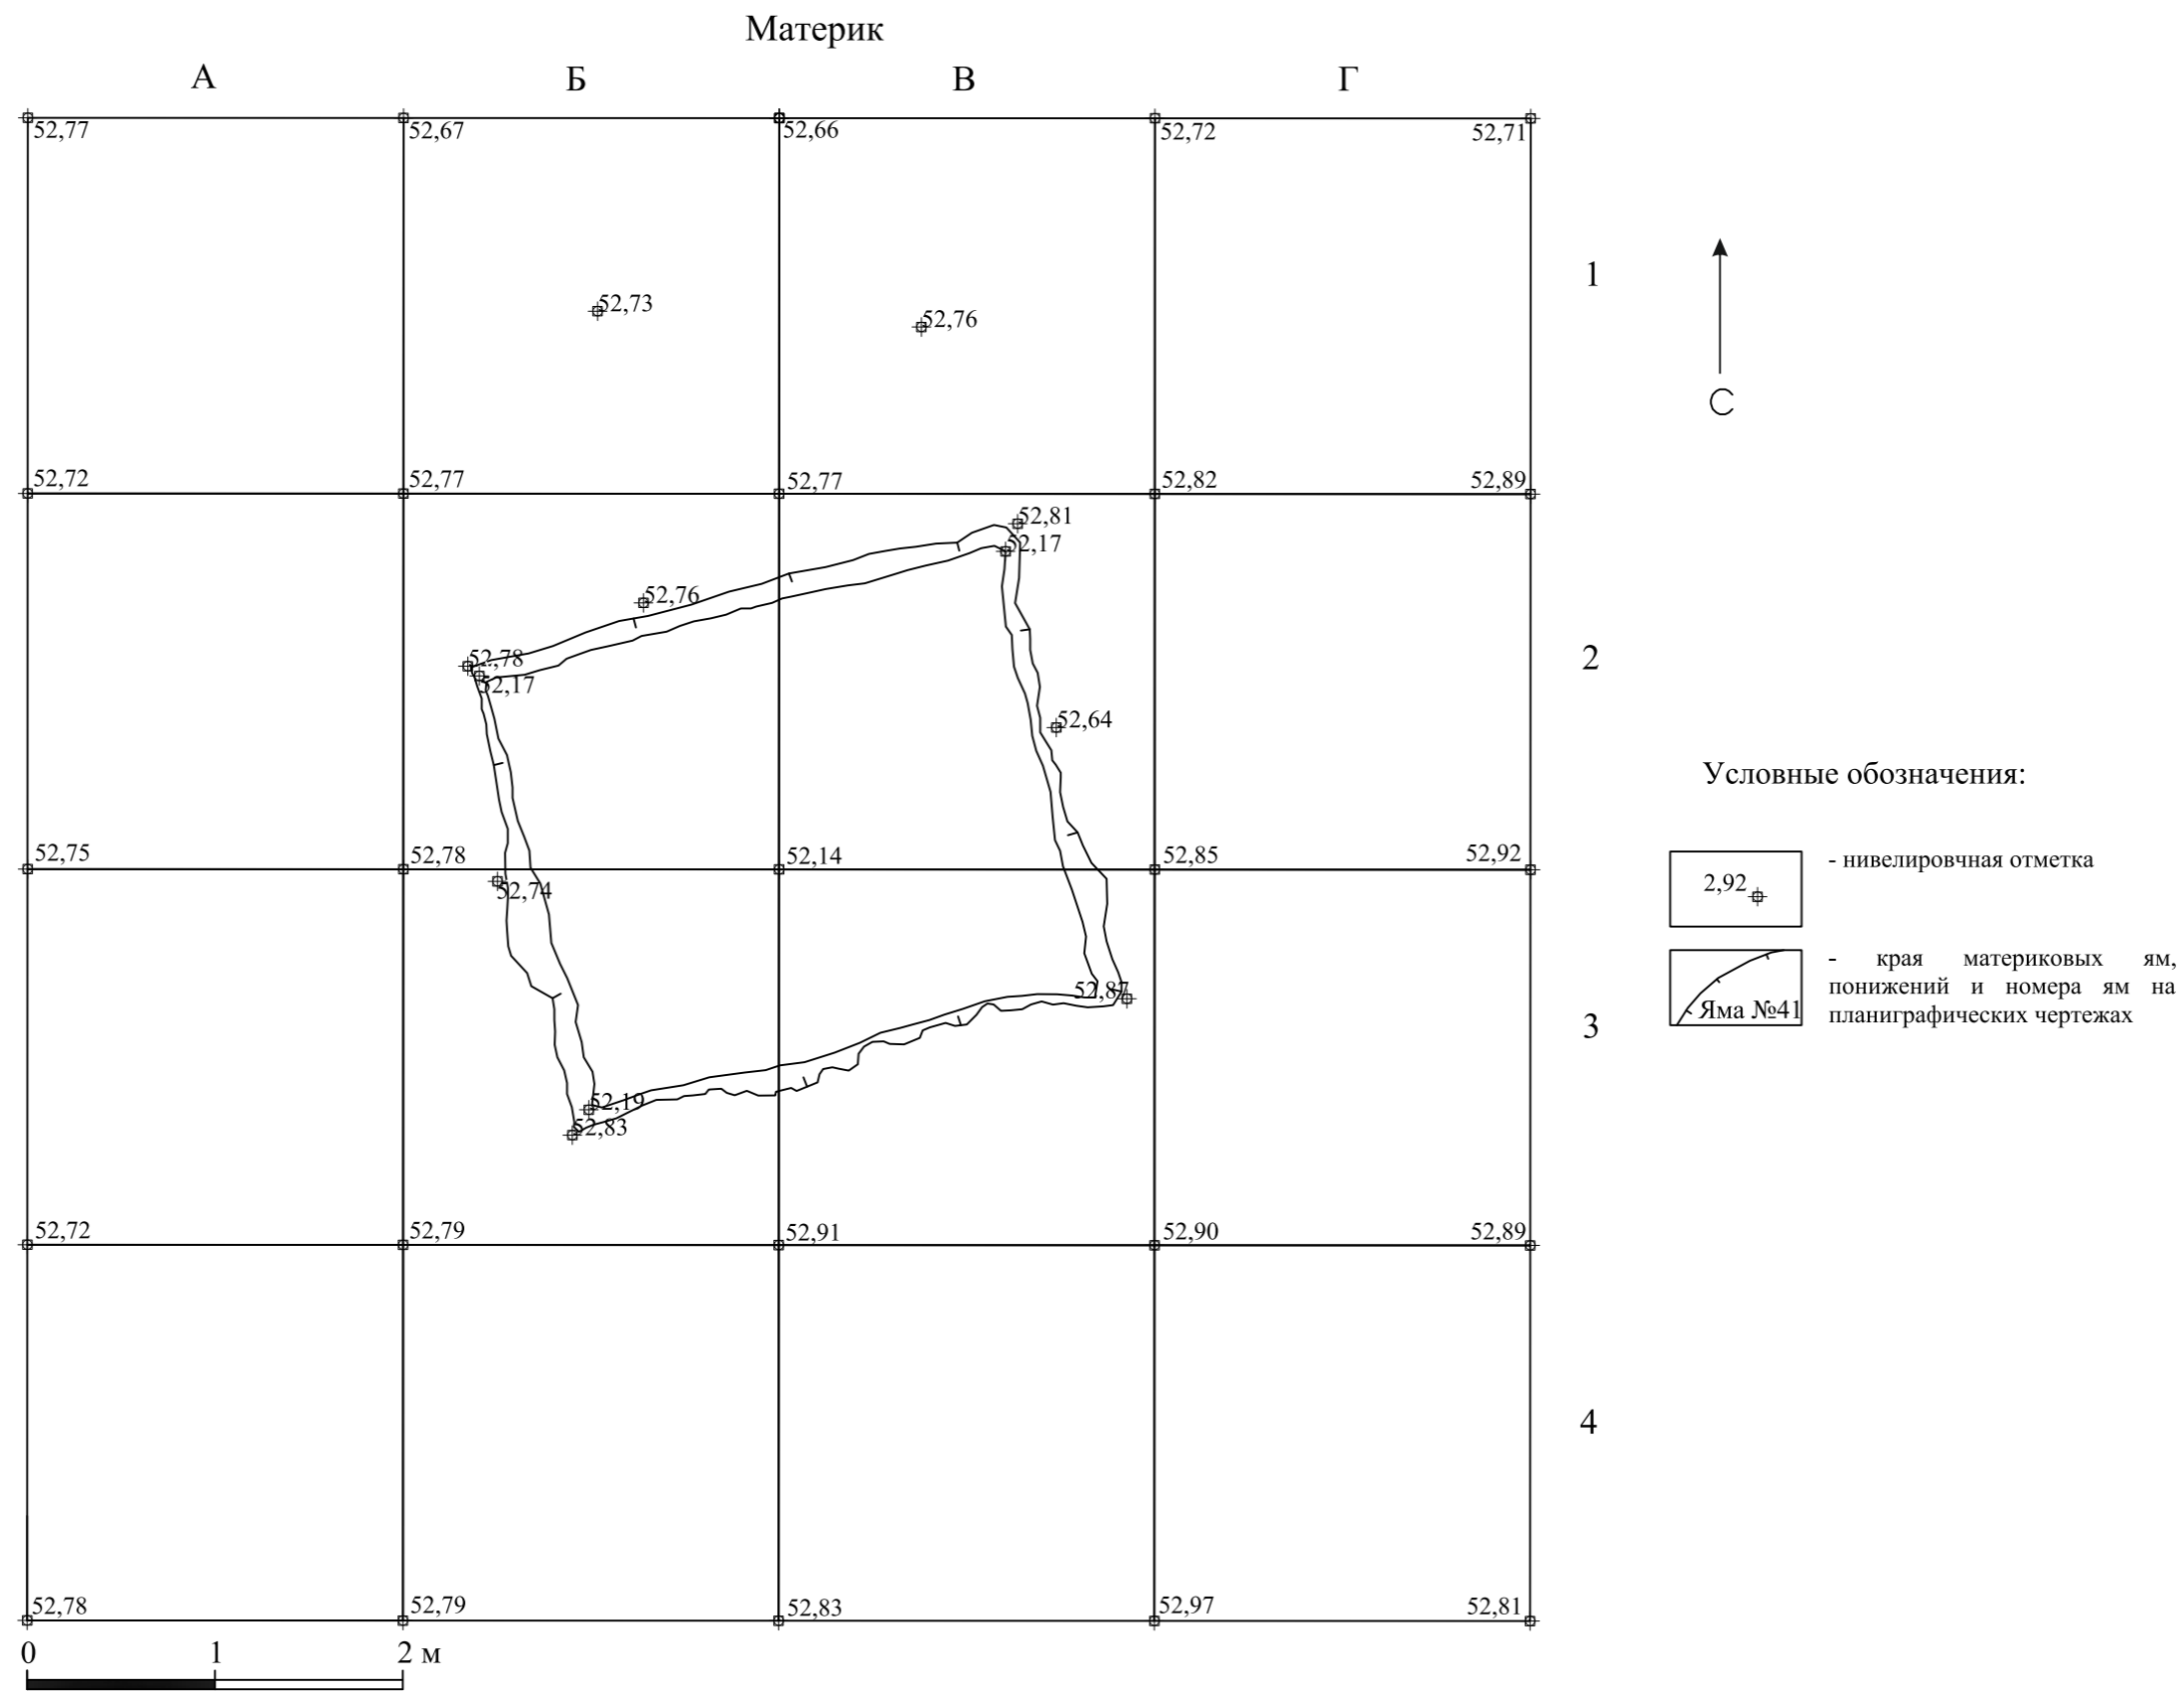 Материк
А Б В Г
52,77 52,67 52,66 52,72 52,71
1
52,73 52,76
С
52,72 52,77 52,77 52,82 52,89
52,81
52,17
52,76
2
52,78
52,17
52,64
Условные обозначения:
52,75 52,78 52,14 52,85 52,92
52,74
2,92
- нивелировчная отметка
Яма №41
- края материковых ям,
понижений и номера ям на
планиграфических чертежах
52,87
3
52,19
52,83
52,72 52,79 52,91 52,90 52,89
4
52,78 52,79 52,83 52,97 52,81
0 1 2 м